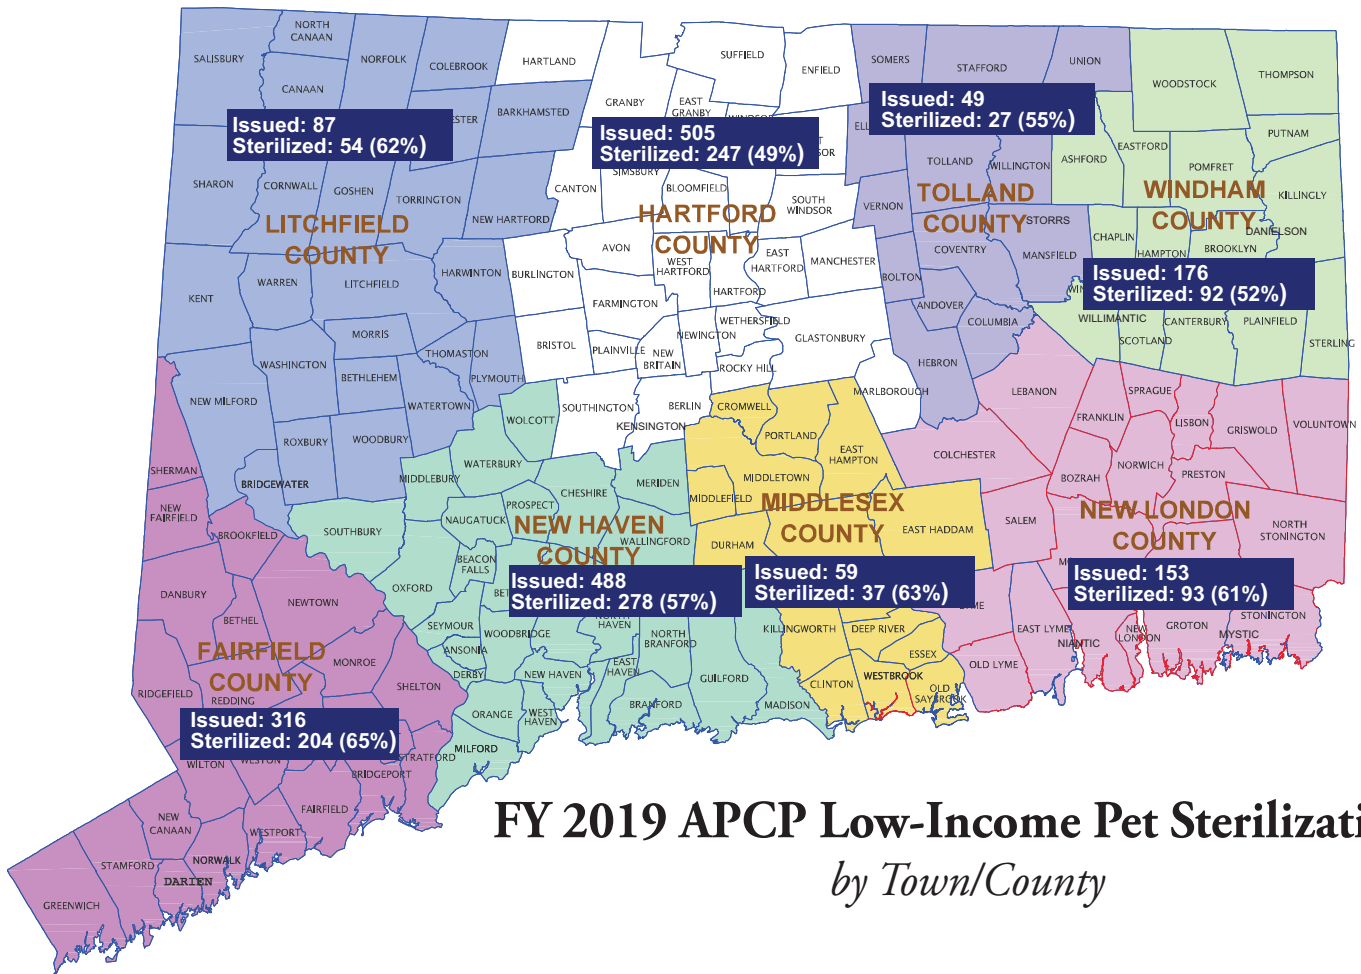 NORTH
CANAAN
SALISBURY
NORFOLK
COLEBROOK
CANAAN
BARKHAMSTED
Issued: 87
Sterilized: 54 (62%)
SHARON
CORNWALL
GOSHEN
TORRINGTON
NEW HARTFORD
LITCHFIELD
COUNTY
KENT
WARREN
LITCHFIELD
HARWINTON
MORRIS
WASHINGTON
BETHLEHEM
THOMASTON
PLYMOUTH
NEW MILFORD
WATERTOWN
ROXBURY
WOODBURY
BRIDGEWATER
HARTLAND
SUFFIELD
ENFIELD
GRANBY
EAST
GRANBY
Issued: 505
Sterilized: 247 (49%)
SIMSBURY
CANTON
BLOOMFIELD
SOUTH
WINDSOR
HARTFORD
COUNTY
AVON
WEST
HARTFORD
EAST
HARTFORD
MANCHESTER
BURLINGTON
HARTFORD
FARMINGTON
WETHERSFIELD
NEWINGTON
GLASTONBURY
BRISTOL
PLAINVILLE
NEW
BRITAIN
ROCKY HILL
MARLBOROUGH
SOUTHINGTON
BERLIN
KENSINGTON
SOMERS
STAFFORD
UNION
Issued: 49
Sterilized: 27 (55%)
TOLLAND
WILLINGTON
TOLLAND
COUNTY
VERNON
STORRS
COVENTRY
MANSFIELD
BOLTON
ANDOVER
COLUMBIA
HEBRON
WOODSTOCK
THOMPSON
PUTNAM
EASTFORD
ASHFORD
POMFRET
KILLINGLY
WINDHAM
COUNTY
CHAPLIN
HAMPTON
BROOKLYN
DANIELSON
Issued: 176
Sterilized: 92 (52%)
WILLIMANTIC
CANTERBURY
PLAINFIELD
SCOTLAND
STERLING
SHERMAN
NEW
FAIRFIELD
BROOKFIELD
DANBURY
NEWTOWN
BETHEL
FAIRFIELD
COUNTY
MONROE
RIDGEFIELD
REDDING
SHELTON
Issued: 316
Sterilized: 204 (65%)
WILTON
WESTON
STRATFORD
BRIDGEPORT
NEW
CANAAN
FAIRFIELD
WESTPORT
STAMFORD
NORWALK
DARIEN
GREENWICH
WOLCOTT
WATERBURY
MIDDLEBURY
CHESHIRE
MERIDEN
PROSPECT
SOUTHBURY
NAUGATUCK
NEW HAVEN
COUNTY
WALLINGFORD
BEACON
FALLS
OXFORD
Issued: 488
Sterilized: 278 (57%)
SEYMOUR
WOODBRIDGE
NORTH
HAVEN
NORTH
BRANFORD
ANSONIA
DERBY
NEW HAVEN
EAST
HAVEN
GUILFORD
ORANGE
WEST
HAVEN
BRANFORD
MADISON
MILFORD
CROMWELL
PORTLAND
EAST
HAMPTON
MIDDLETOWN
MIDDLEFIELD
MIDDLESEX
COUNTY
EAST HADDAM
DURHAM
Issued: 59
Sterilized: 37 (63%)
KILLINGWORTH
DEEP RIVER
ESSEX
CLINTON
WESTBROOK
OLD
SAYBROOK
LEBANON
SPRAGUE
FRANKLIN
LISBON
GRISWOLD
VOLUNTOWN
COLCHESTER
NORWICH
BOZRAH
PRESTON
NEW LONDON
COUNTY
SALEM
NORTH
STONINGTON
Issued: 153
Sterilized: 93 (61%)
STONINGTON
EAST LYME
NEW
LONDON
GROTON
NIANTIC
MYSTIC
OLD LYME
FY 2019 APCP Low-Income Pet
by Town/County